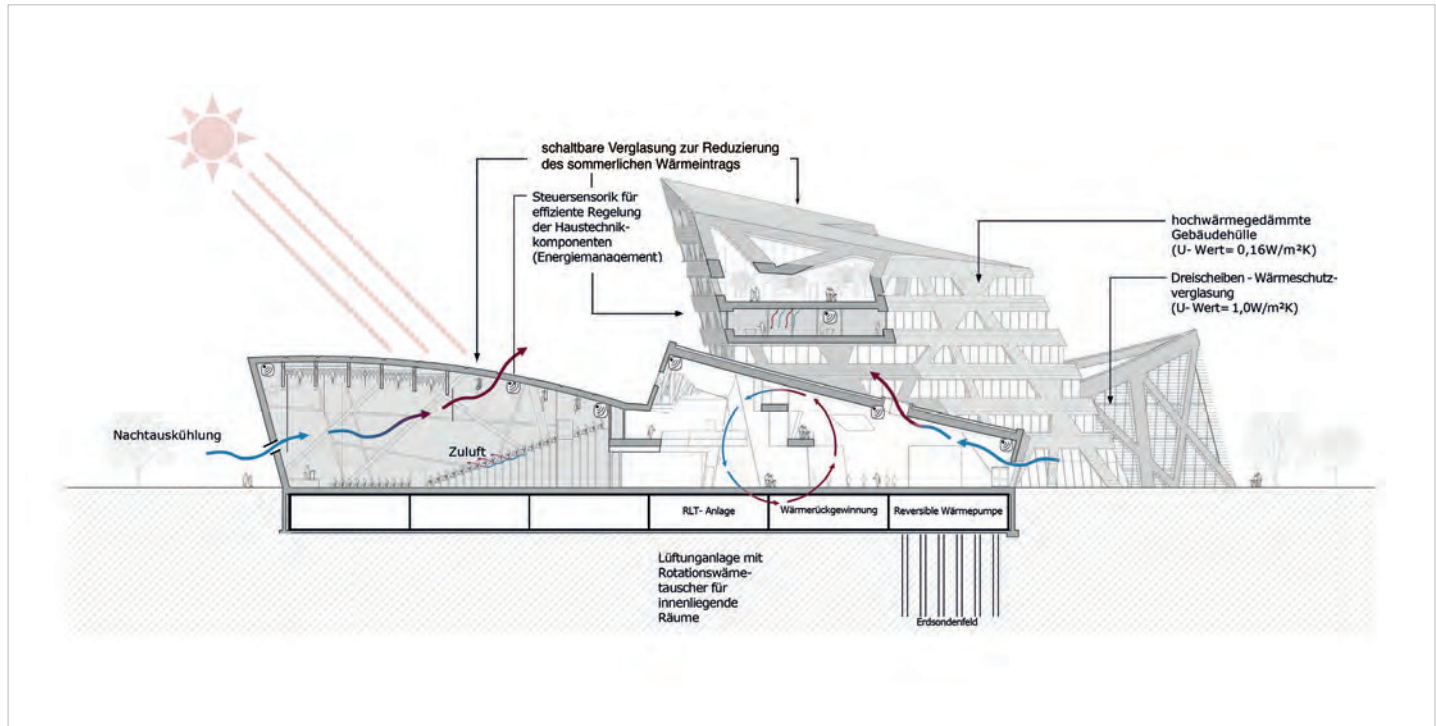 schaltbare Verglasung zur Reduzierung
des sommerlichen Wärmeintrags
Steuersensorik für
effiziente Regelung
der Haustechnik-
komponenten
(Energiemanagement)
hochwärmegedämmte
Gebäudehülle
(U- Wert= 0,16W/m²K)
Dreischeiben - Wärmeschutz-
verglasung
(U- Wert= 1,0W/m²K)
Nachtauskühlung
Zuluft
RLT- Anlage
Wärmerückgewinnung
Reversible Wärmepumpe
Lüftunganlage mit
Rotationswäme-
tauscher für
innenliegende
Räume
Erdsondenfeld